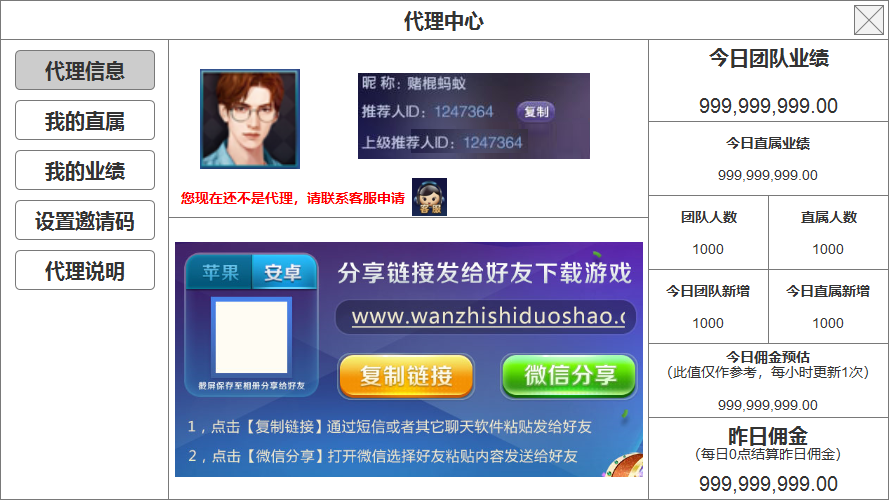 代理中心
代理信息
我的直属
我的业绩
设置邀请码
代理说明
昵 称：赌棍蚂蚁
推荐人ID：1247364 复制
上级推荐人ID：1247364
您现在还不是代理，请联系客服申请
客服
苹果 安卓
截屏保存至相册分享给好友
分享链接发给好友下载游戏
www.wanzhishiduoshao.c
复制链接 微信分享
1，点击【复制链接】通过短信或者其它聊天软件粘贴发给好友
2，点击【微信分享】打开微信选择好友粘贴内容发送给好友
今日团队业绩
999,999,999.00
今日直属业绩
999,999,999.00
团队人数 直属人数
1000 1000
今日团队新增 今日直属新增
1000 1000
今日佣金预估
（此值仅作参考，每小时更新1次）
999,999,999.00
昨日佣金
（每日0点结算昨日佣金）
999,999,999.00